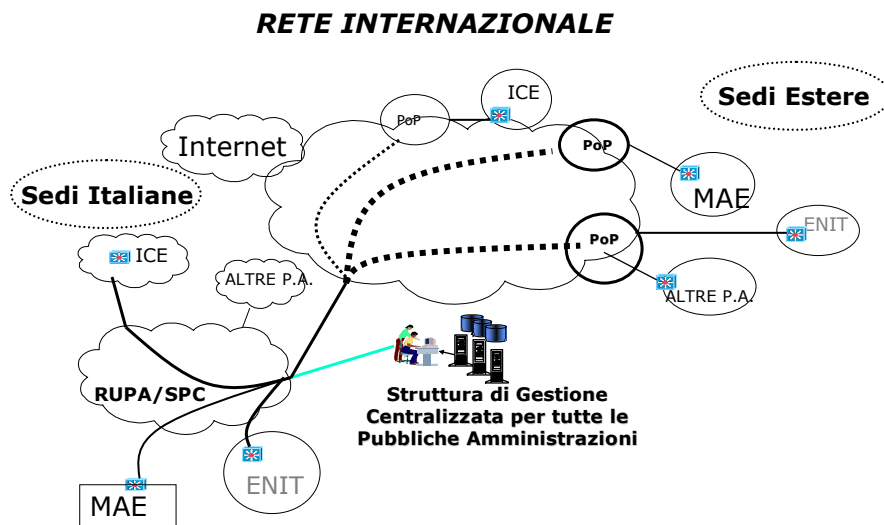 RETE INTERNAZIONALE
ICE
PoP
Sedi Estere
Internet
PoP
MAE
Sedi Italiane
ENIT
PoP
ICE
ALTRE P.A.
ALTRE P.A.
RUPA/SPC
Struttura di Gestione
Centralizzata per tutte le
Pubbliche Amministrazioni
ENIT
MAE